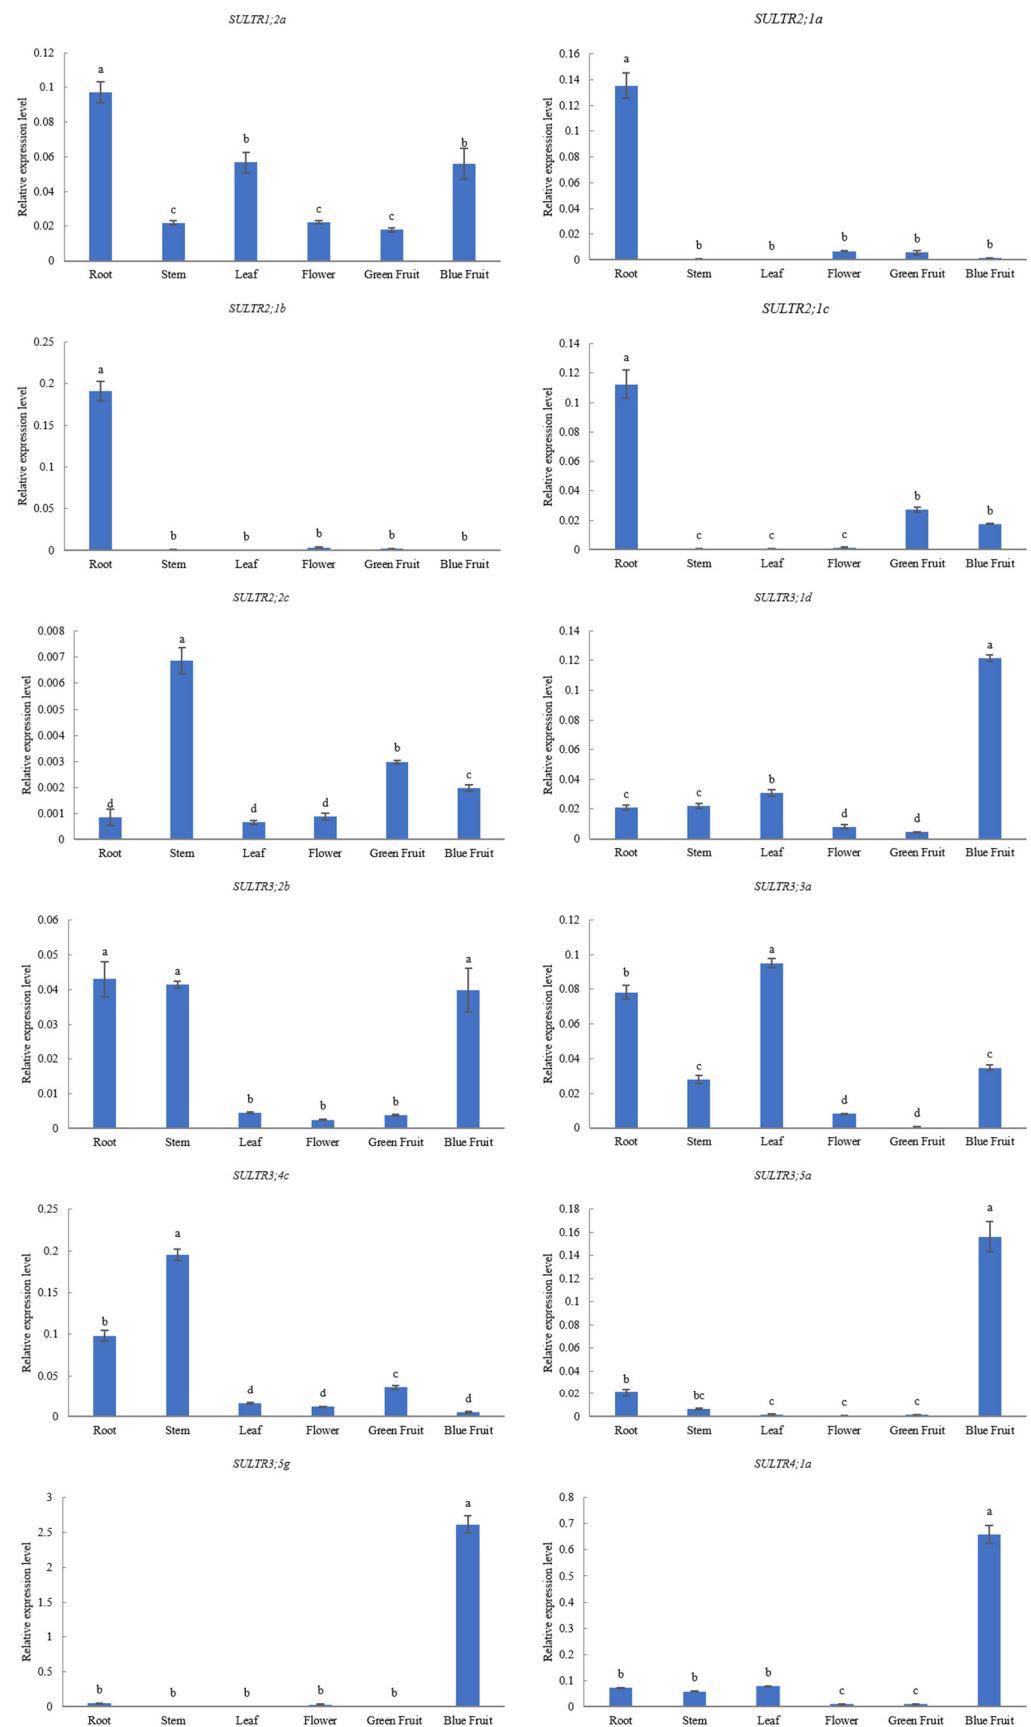 SULTR1;2a
Relative expression level
0.12
0.1
0.08
0.06
0.04
0.02
0
a
c
b
c
c
b
Root Stem Leaf Flower Green Fruit Blue Fruit
SULTR2;1a
Relative expression level
0.16
0.14
0.12
0.1
0.08
0.06
0.04
0.02
0
a
b
b
b
b
b
Root Stem Leaf Flower Green Fruit Blue Fruit
SULTR2;1b
Relative expression level
0.25
0.2
0.15
0.1
0.05
0
a
b
b
b
b
b
Root Stem Leaf Flower Green Fruit Blue Fruit
SULTR2;1c
Relative expression level
0.14
0.12
0.1
0.08
0.06
0.04
0.02
0
a
c
c
c
b
b
Root Stem Leaf Flower Green Fruit Blue Fruit
SULTR2;2c
Relative expression level
0.008
0.007
0.006
0.005
0.004
0.003
0.002
0.001
0
d
a
d
d
b
c
Root Stem Leaf Flower Green Fruit Blue Fruit
SULTR3;1d
Relative expression level
0.14
0.12
0.1
0.08
0.06
0.04
0.02
0
c
c
b
d
d
a
Root Stem Leaf Flower Green Fruit Blue Fruit
SULTR3;2b
Relative expression level
0.06
0.05
0.04
0.03
0.02
0.01
0
a
a
b
b
b
a
Root Stem Leaf Flower Green Fruit Blue Fruit
SULTR3;3a
Relative expression level
0.12
0.1
0.08
0.06
0.04
0.02
0
b
c
a
d
d
c
Root Stem Leaf Flower Green Fruit Blue Fruit
SULTR3;4c
Relative expression level
0.25
0.2
0.15
0.1
0.05
0
b
a
d
d
c
d
Root Stem Leaf Flower Green Fruit Blue Fruit
SULTR3;5a
Relative expression level
0.18
0.16
0.14
0.12
0.1
0.08
0.06
0.04
0.02
0
b
bc
c
c
c
a
Root Stem Leaf Flower Green Fruit Blue Fruit
SULTR3;5g
Relative expression level
3
2.5
2
1.5
1
0.5
0
b
b
b
b
b
a
Root Stem Leaf Flower Green Fruit Blue Fruit
SULTR4;1a
Relative expression level
0.8
0.7
0.6
0.5
0.4
0.3
0.2
0.1
0
b
b
b
c
c
a
Root Stem Leaf Flower Green Fruit Blue Fruit